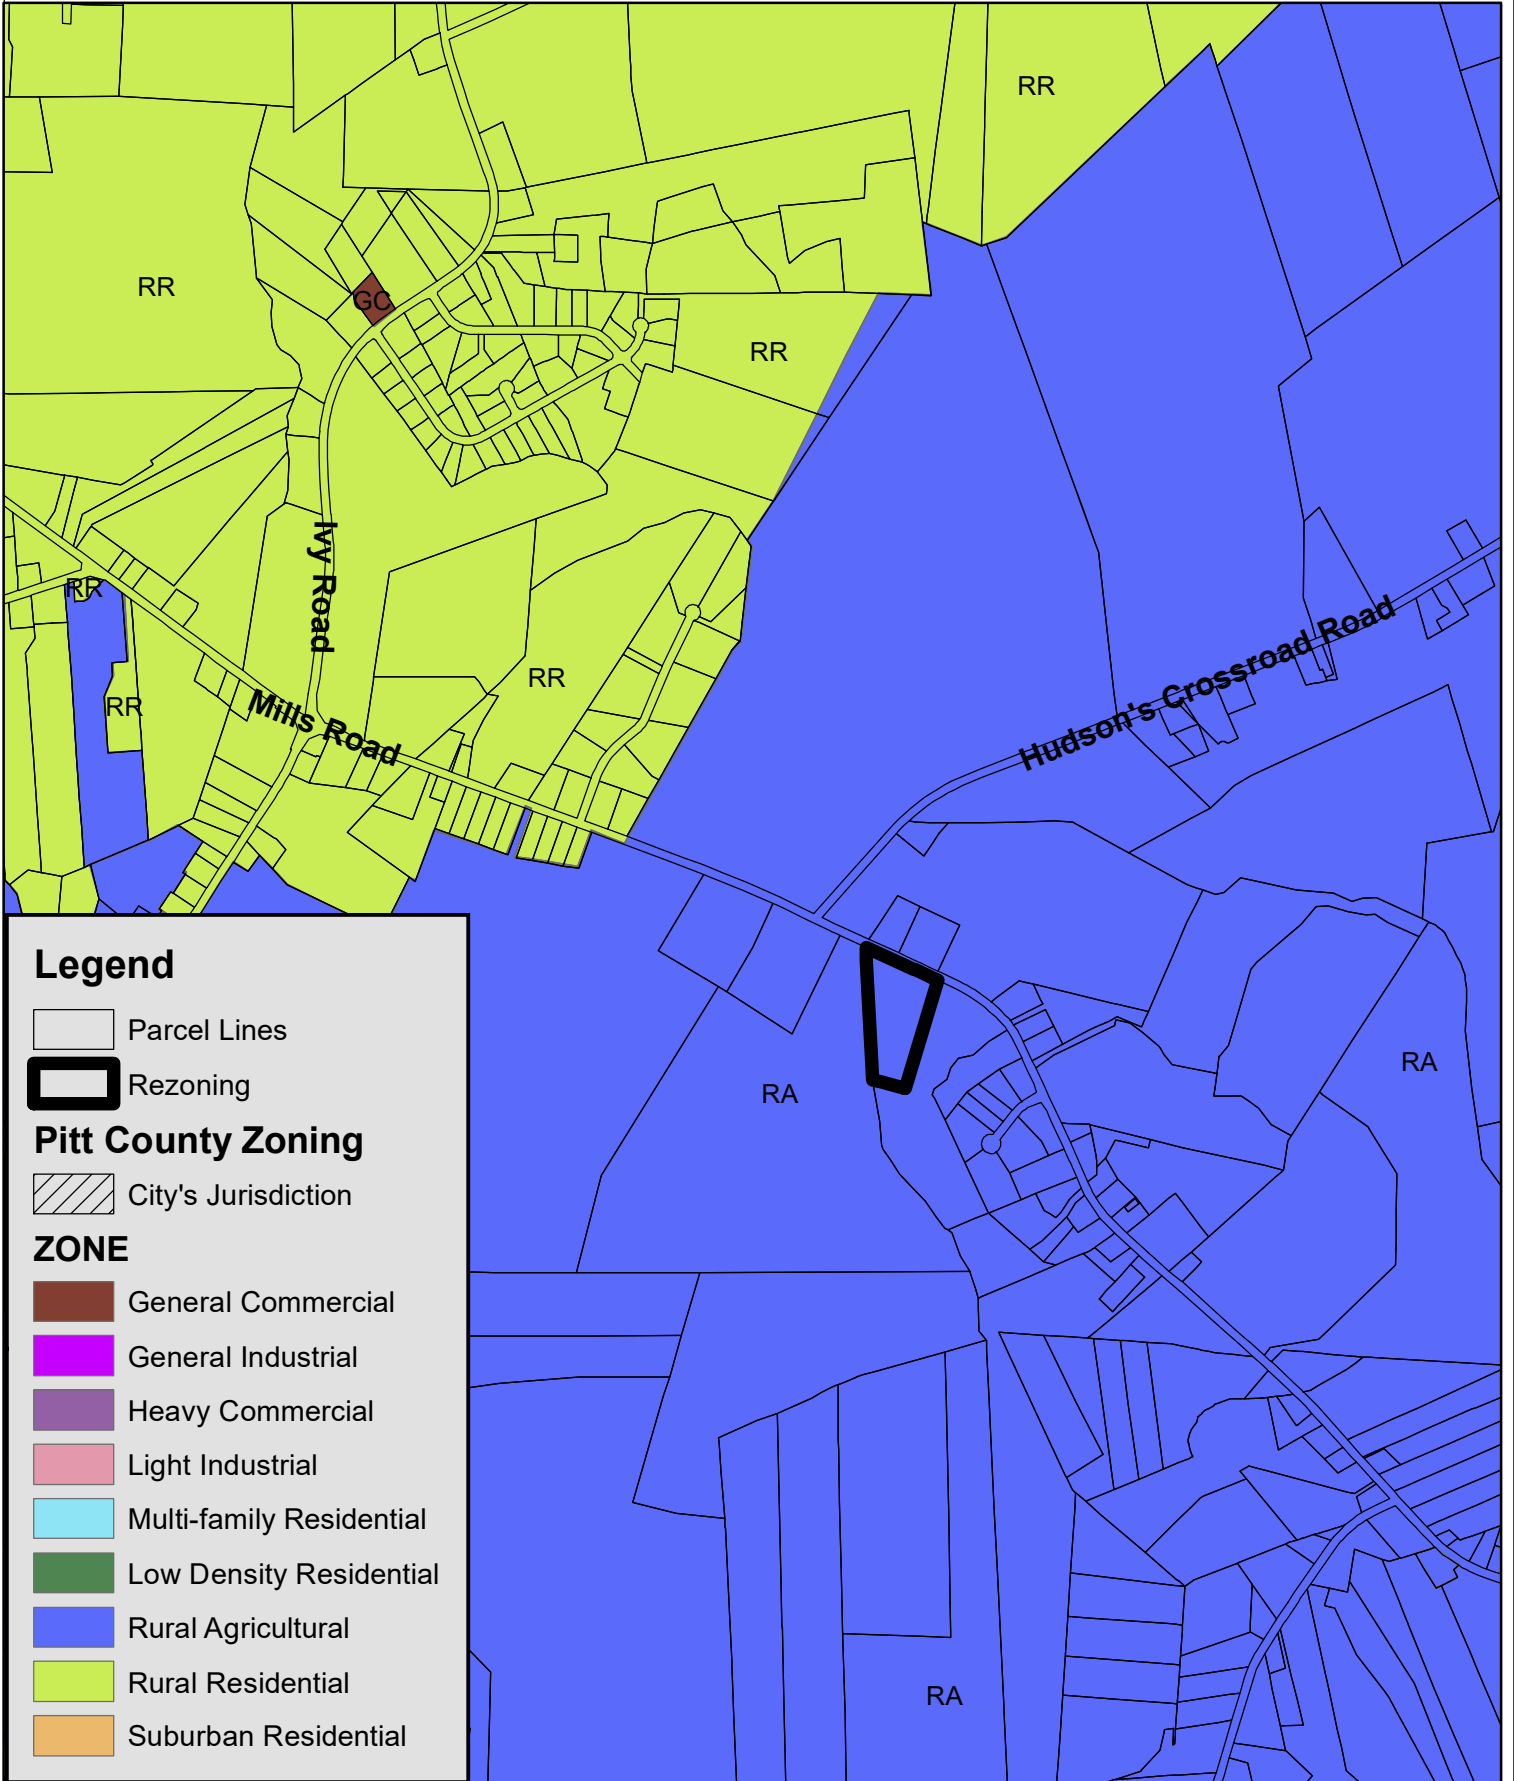 RR
RR
GC
RR
Ivy Road
RR
Hudson's Crossroad Road
RR
RR
Mills Road
RA
RA
RA
Legend
Parcel Lines
Rezoning
Pitt County Zoning
City's Jurisdiction
ZONE
General Commercial
General Industrial
Heavy Commercial
Light Industrial
Multi-family Residential
Low Density Residential
Rural Agricultural
Rural Residential
Suburban Residential